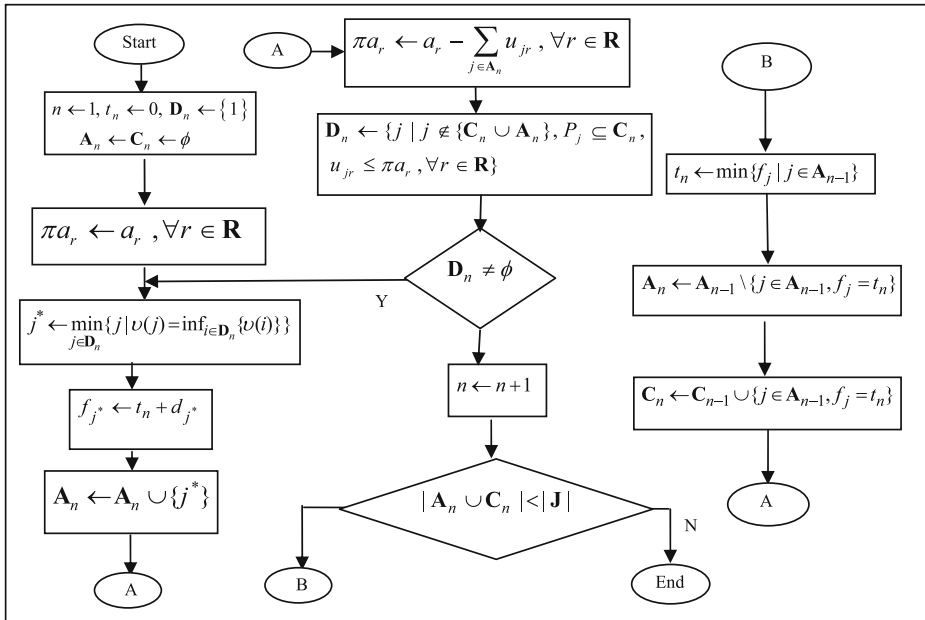 Start
n ← 1, t_n ← 0, D_n ← {1}
A_n ← C_n ← ϕ
πa_r ← a_r , ∀r ∈ R
j* ← min_{j∈D_n} {j | υ(j) = inf_{i∈D_n} {υ(i)}}
f_{j*} ← t_n + d_{j*}
A_n ← A_n ∪ {j*}
A
A
πa_r ← a_r − ∑_{j∈A_n} u_{jr} , ∀r ∈ R
D_n ← {j | j ∉ {C_n ∪ A_n}, P_j ⊆ C_n,
u_{jr} ≤ πa_r , ∀r ∈ R}
D_n ≠ ϕ
Y
n ← n+1
| A_n ∪ C_n |<| J |
N
B
End
B
t_n ← min{f_j | j ∈ A_{n−1}}
A_n ← A_{n−1} \ {j ∈ A_{n−1}, f_j = t_n}
C_n ← C_{n−1} ∪ {j ∈ A_{n−1}, f_j = t_n}
A